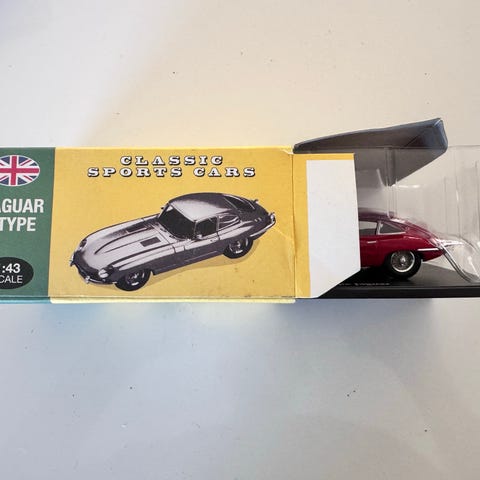 CLASSIC
SPORTS CARS
AGUAR
TYPE
:43
CALE